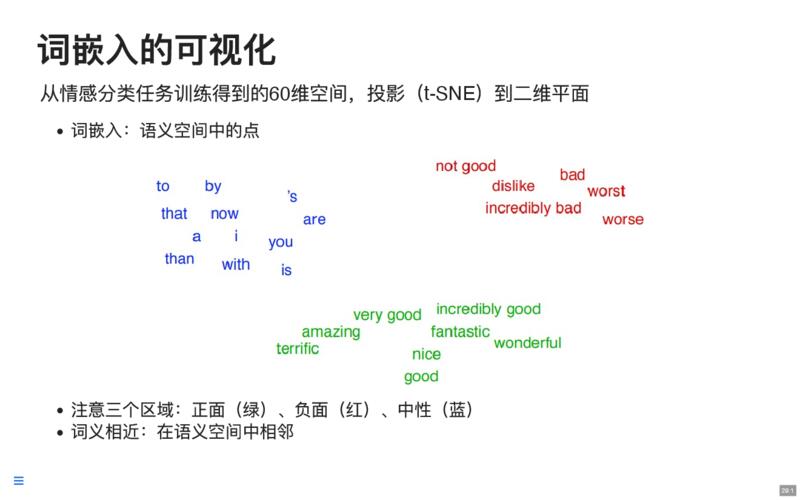 词嵌入的可视化
从情感分类任务训练得到的60维空间，投影（t-SNE）到二维平面
• 词嵌入：语义空间中的点
not good
bad
to by
dislike
's
worst
that now
incredibly bad
are
worse
a i
you
than
with
is
very good
incredibly good
amazing
fantastic
terrific
wonderful
nice
good
• 注意三个区域：正面（绿）、负面（红）、中性（蓝）
• 词义相近：在语义空间中相邻
29.1